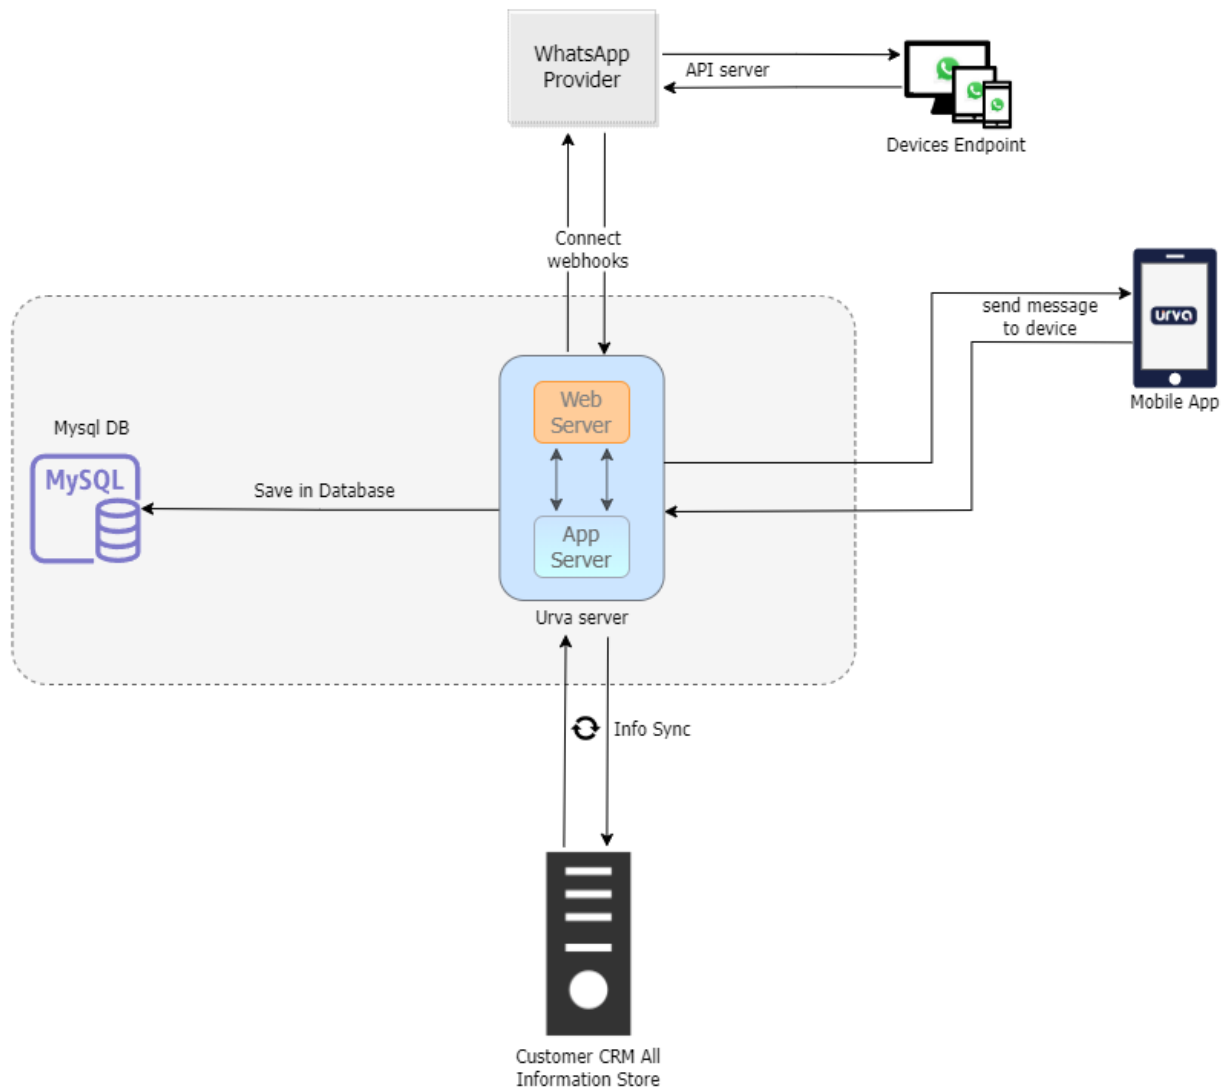 WhatsApp
Provider
API server
Devices Endpoint
Connect
webhooks
send message
to device
urva
Mobile App
Web
Server
Mysql DB
MySQL
Save in Database
App
Server
Urva server
Info Sync
Customer CRM All
Information Store